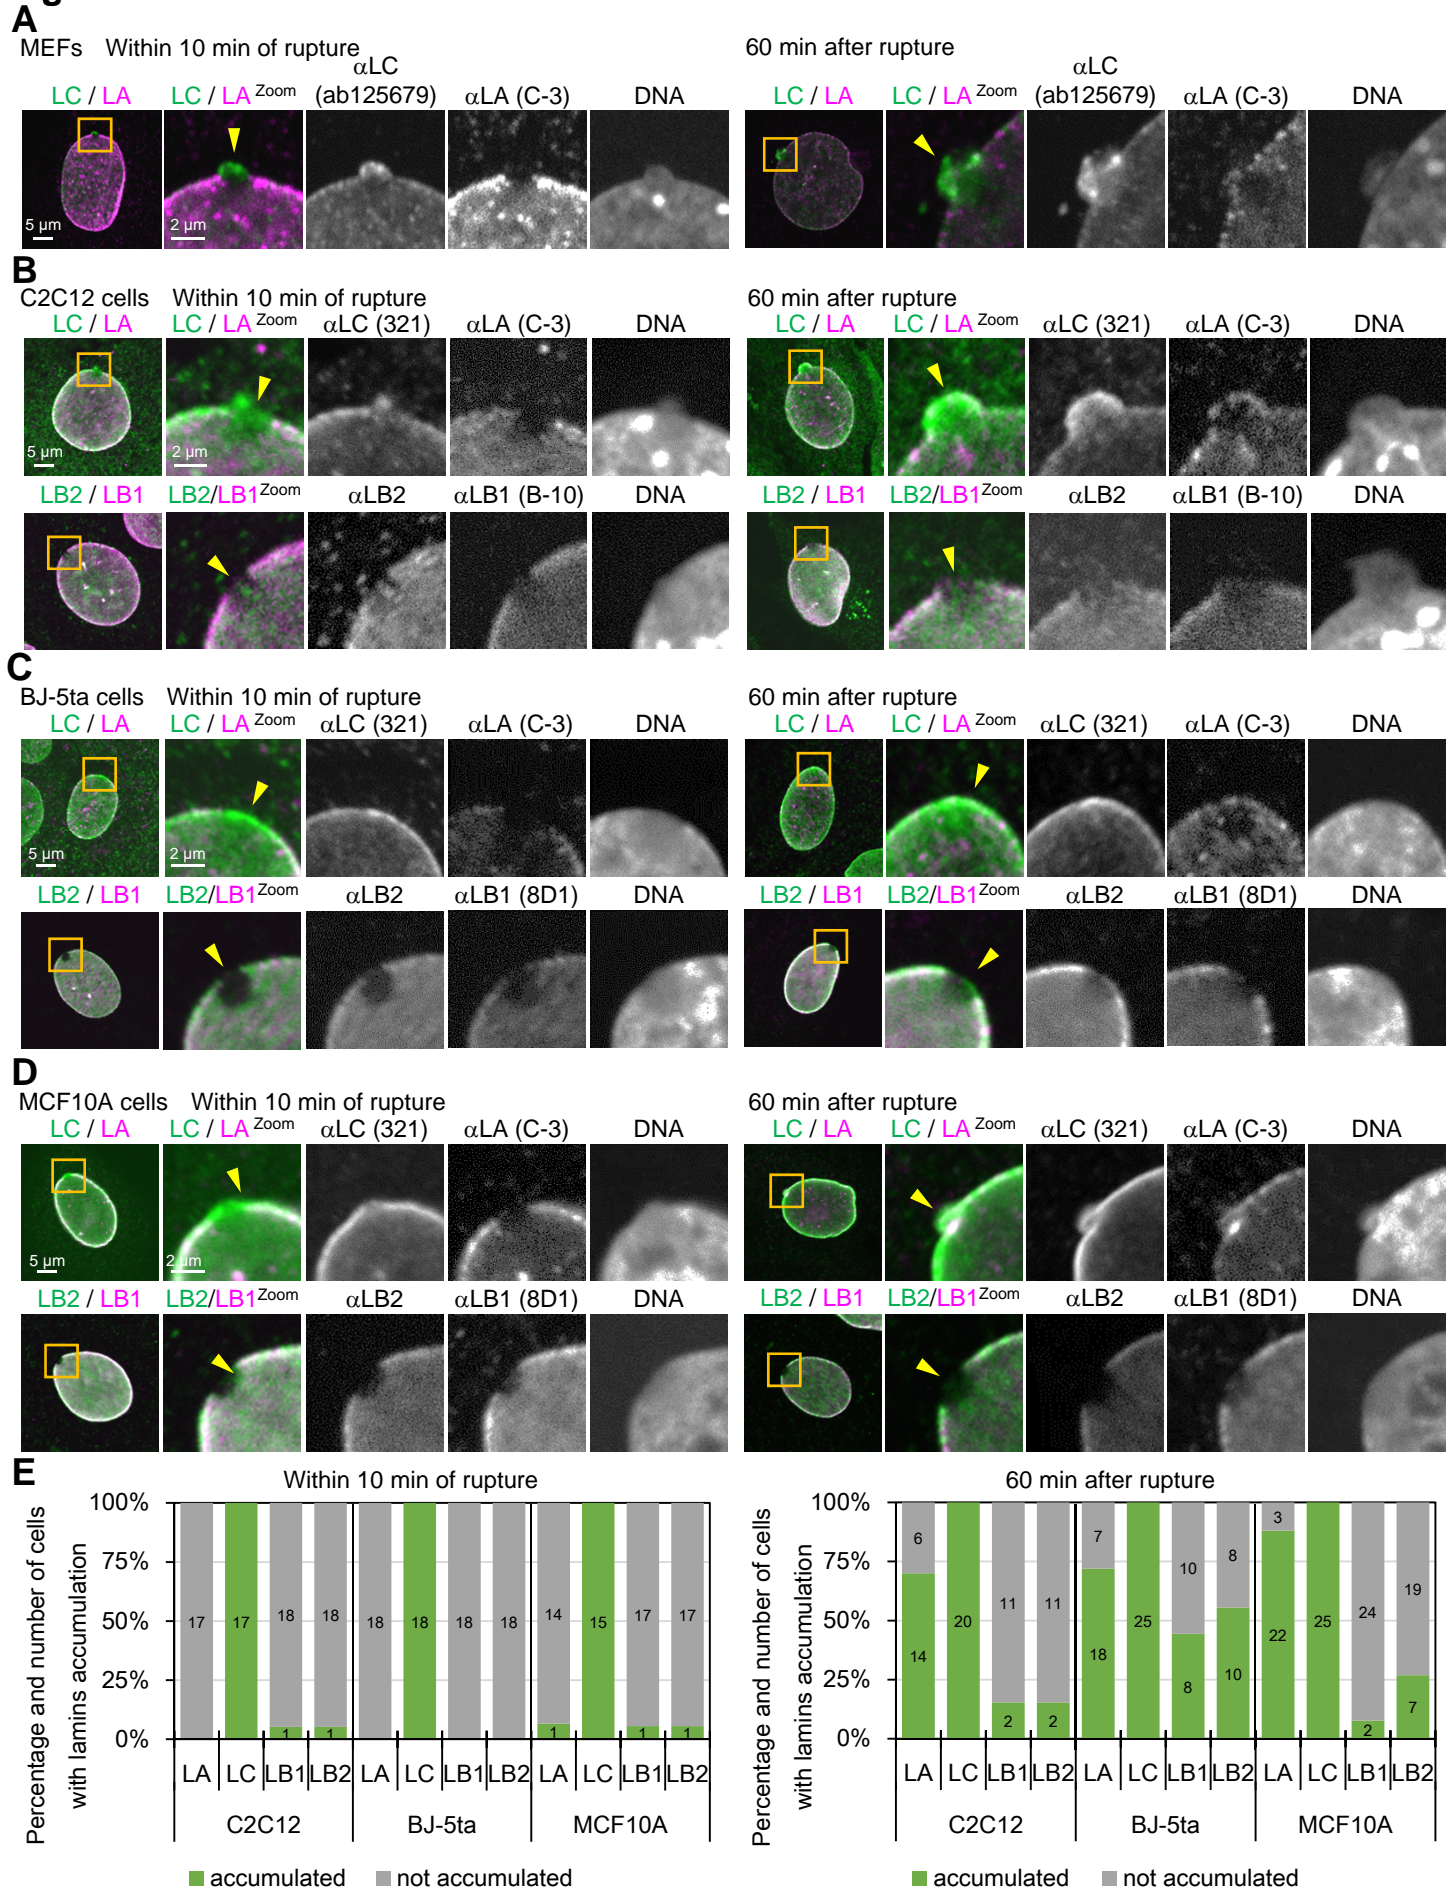 A
MEFs Within 10 min of rupture
60 min after rupture
LC / LA LC / LA Zoom αLC (ab125679) αLA (C-3) DNA
LC / LA LC / LA Zoom αLC (ab125679) αLA (C-3) DNA
5 µm 2 µm
B
C2C12 cells Within 10 min of rupture
60 min after rupture
LC / LA LC / LA Zoom αLC (321) αLA (C-3) DNA
LC / LA LC / LA Zoom αLC (321) αLA (C-3) DNA
5 µm 2 µm
LB2 / LB1 LB2/LB1 Zoom αLB2 αLB1 (B-10) DNA
LB2 / LB1 LB2/LB1 Zoom αLB2 αLB1 (B-10) DNA
C
BJ-5ta cells Within 10 min of rupture
60 min after rupture
LC / LA LC / LA Zoom αLC (321) αLA (C-3) DNA
LC / LA LC / LA Zoom αLC (321) αLA (C-3) DNA
5 µm 2 µm
LB2 / LB1 LB2/LB1 Zoom αLB2 αLB1 (8D1) DNA
LB2 / LB1 LB2/LB1 Zoom αLB2 αLB1 (8D1) DNA
D
MCF10A cells Within 10 min of rupture
60 min after rupture
LC / LA LC / LA Zoom αLC (321) αLA (C-3) DNA
LC / LA LC / LA Zoom αLC (321) αLA (C-3) DNA
5 µm 2 µm
LB2 / LB1 LB2/LB1 Zoom αLB2 αLB1 (8D1) DNA
LB2 / LB1 LB2/LB1 Zoom αLB2 αLB1 (8D1) DNA
E
Within 10 min of rupture
Percentage and number of cells
with lamins accumulation
100%
75%
50%
25%
0%
17 17 18 18 18 18 18 18 14 15 17 17
1 1 1 1 1
LA LC LB1 LB2 LA LC LB1 LB2 LA LC LB1 LB2
C2C12 BJ-5ta MCF10A
accumulated not accumulated
60 min after rupture
Percentage and number of cells
with lamins accumulation
100%
75%
50%
25%
0%
6 11 11 7 10 8 3 24 19
14 20 2 2 18 25 8 10 22 25 2 7
LA LC LB1 LB2 LA LC LB1 LB2 LA LC LB1 LB2
C2C12 BJ-5ta MCF10A
accumulated not accumulated